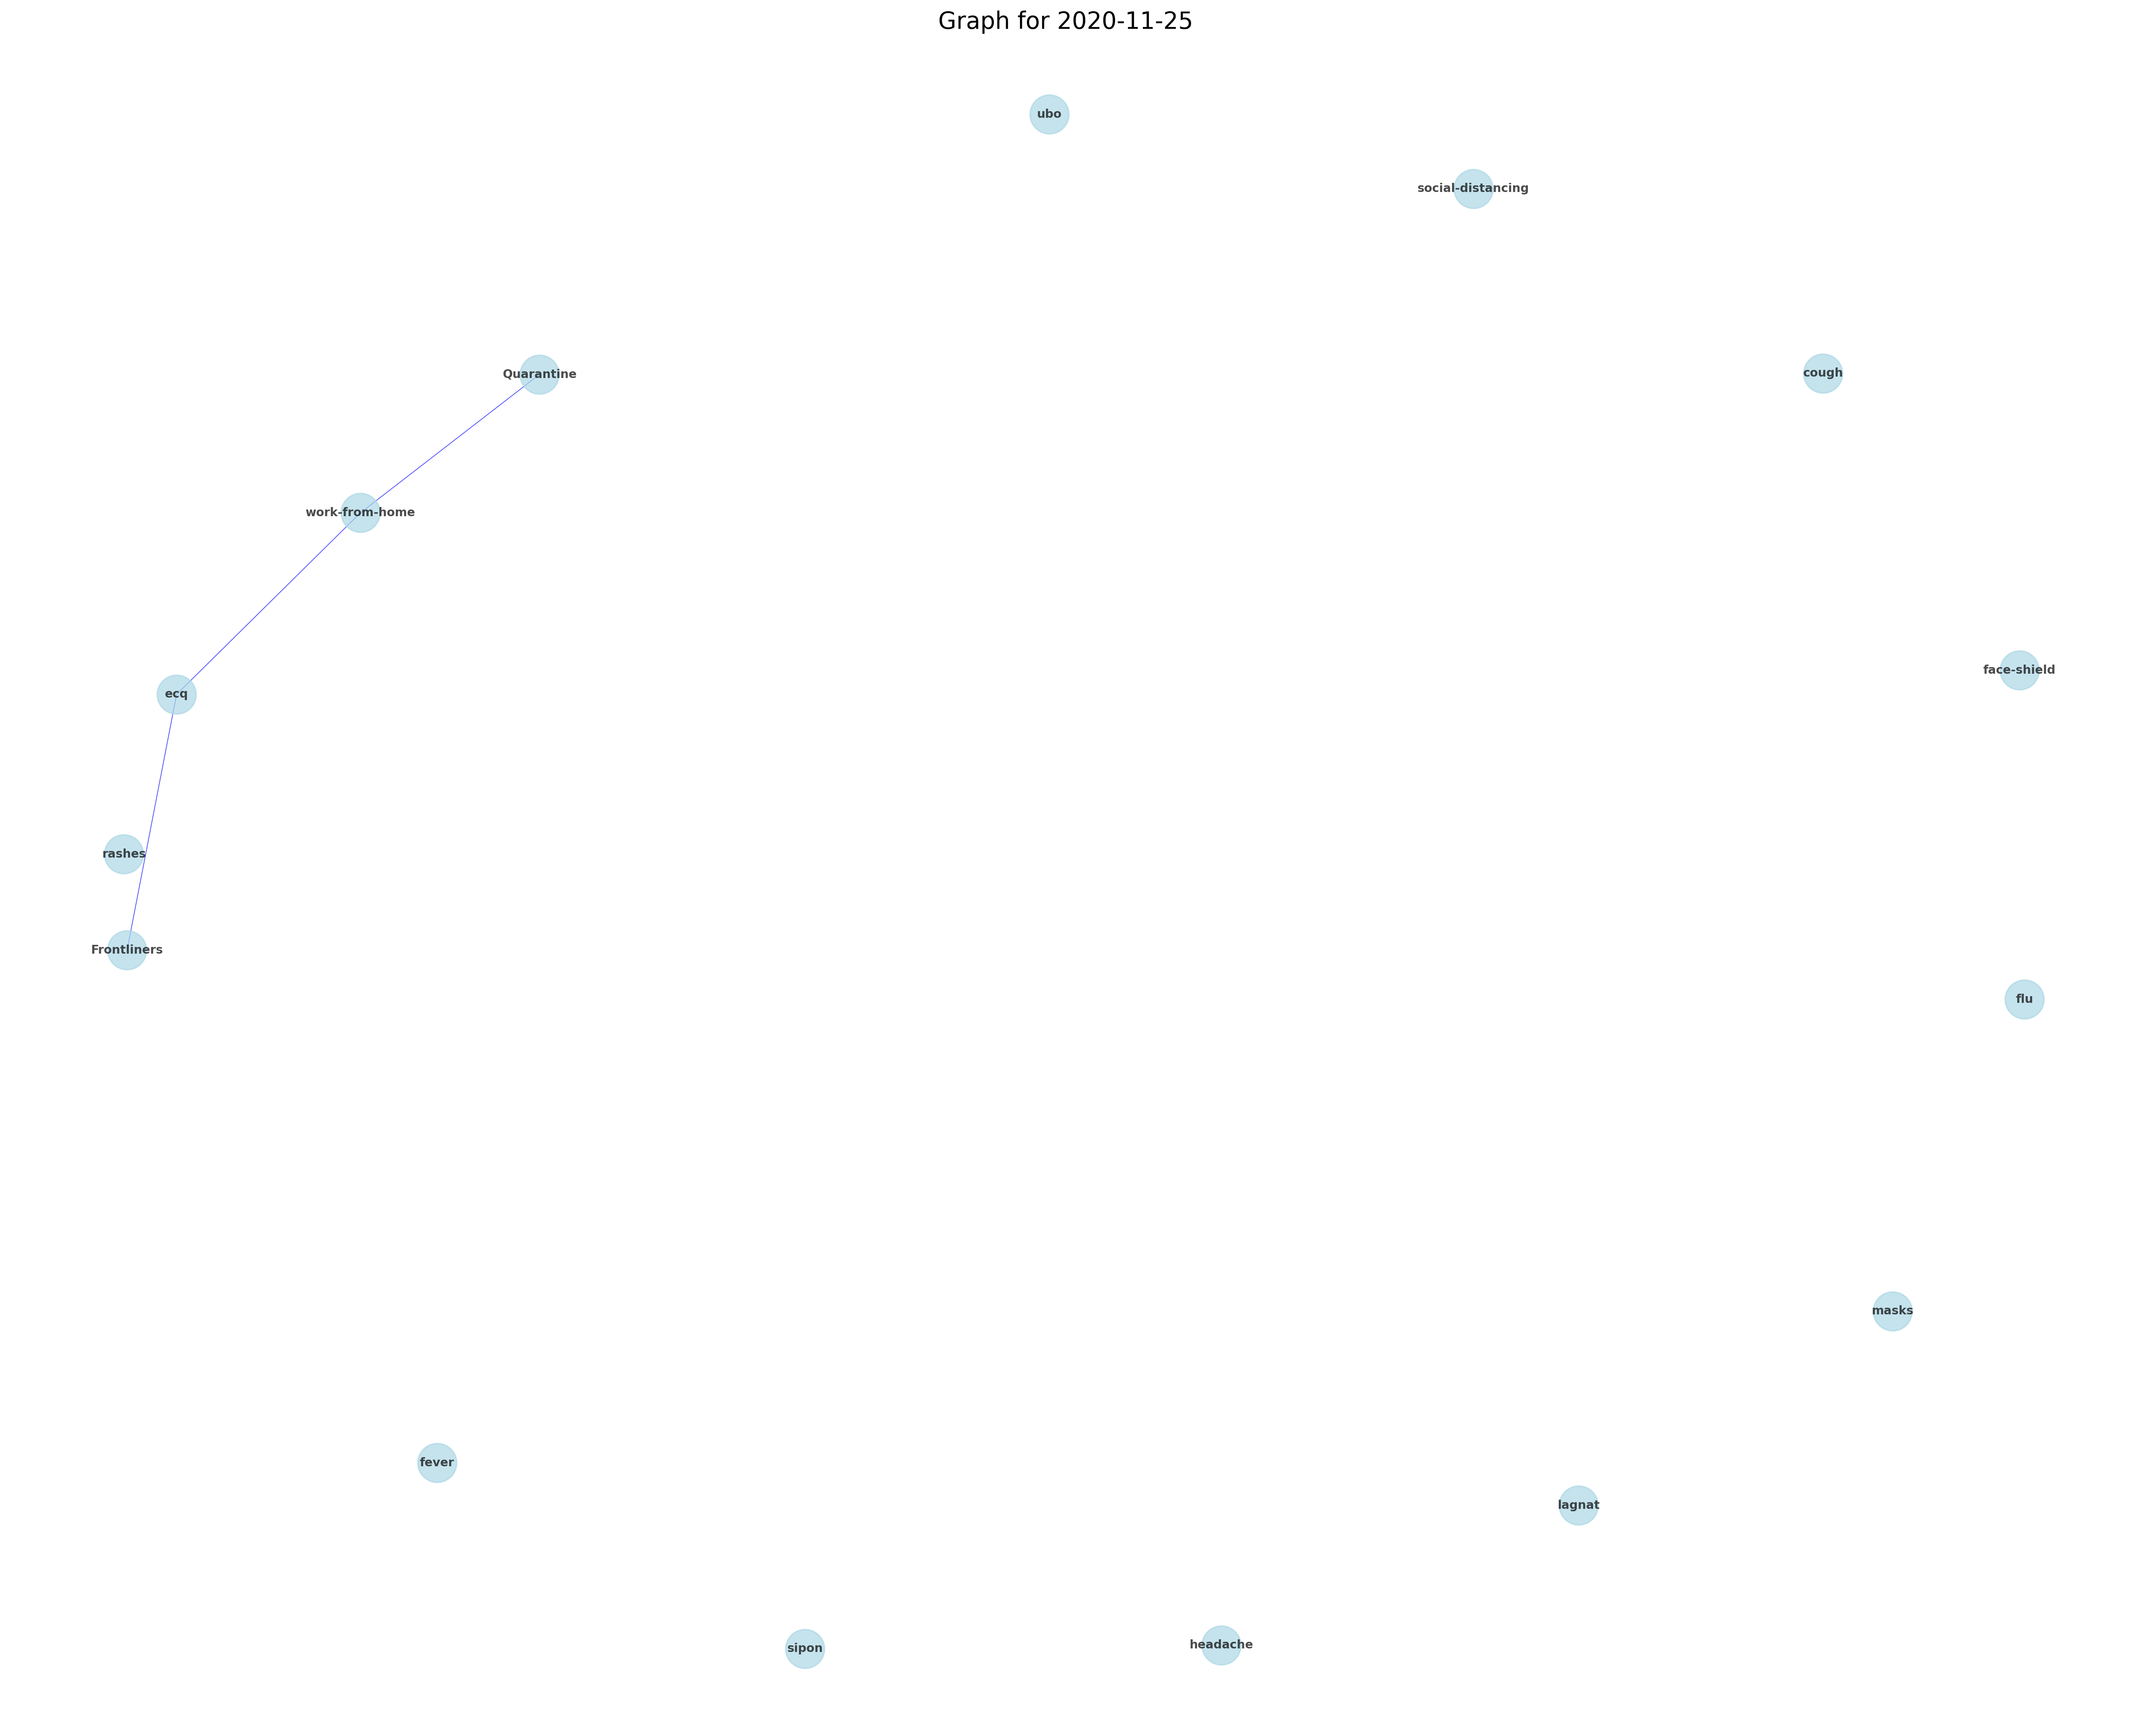 Graph for 2020-11-25
ubo
social-distancing
Quarantine
cough
work-from-home
face-shield
ecq
rashes
Frontliners
flu
masks
fever
lagnat
sipon
headache